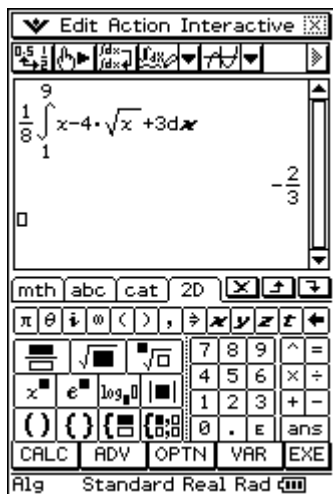 Edit Action Interactive
9
1/8 ∫ x-4·√x +3dx
1
-2/3
mth abc cat 2D
π θ i ∞ ( ) , ⇒ x y z t ←
7 8 9 ^ =
4 5 6 × ÷
x e log 0 |■|
1 2 3 + -
( ) { } 0 . E ans
CALC ADV OPTN VAR EXE
Alg Standard Real Rad